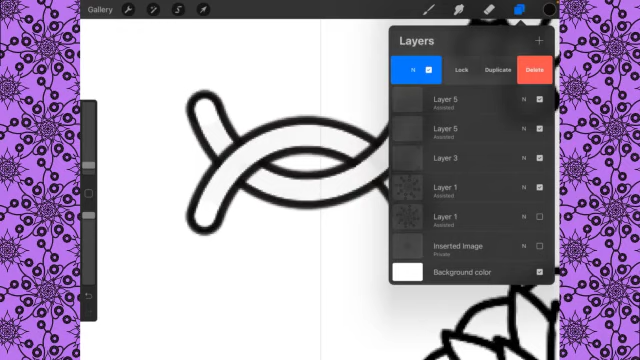 Gallery
Layers
N
Lock Duplicate Delete
Layer 5 N
Assisted
Layer 5 N
Assisted
Layer 3 N
Layer 1 N
Assisted
Layer 1 N
Assisted
Inserted Image N
Private
Background color